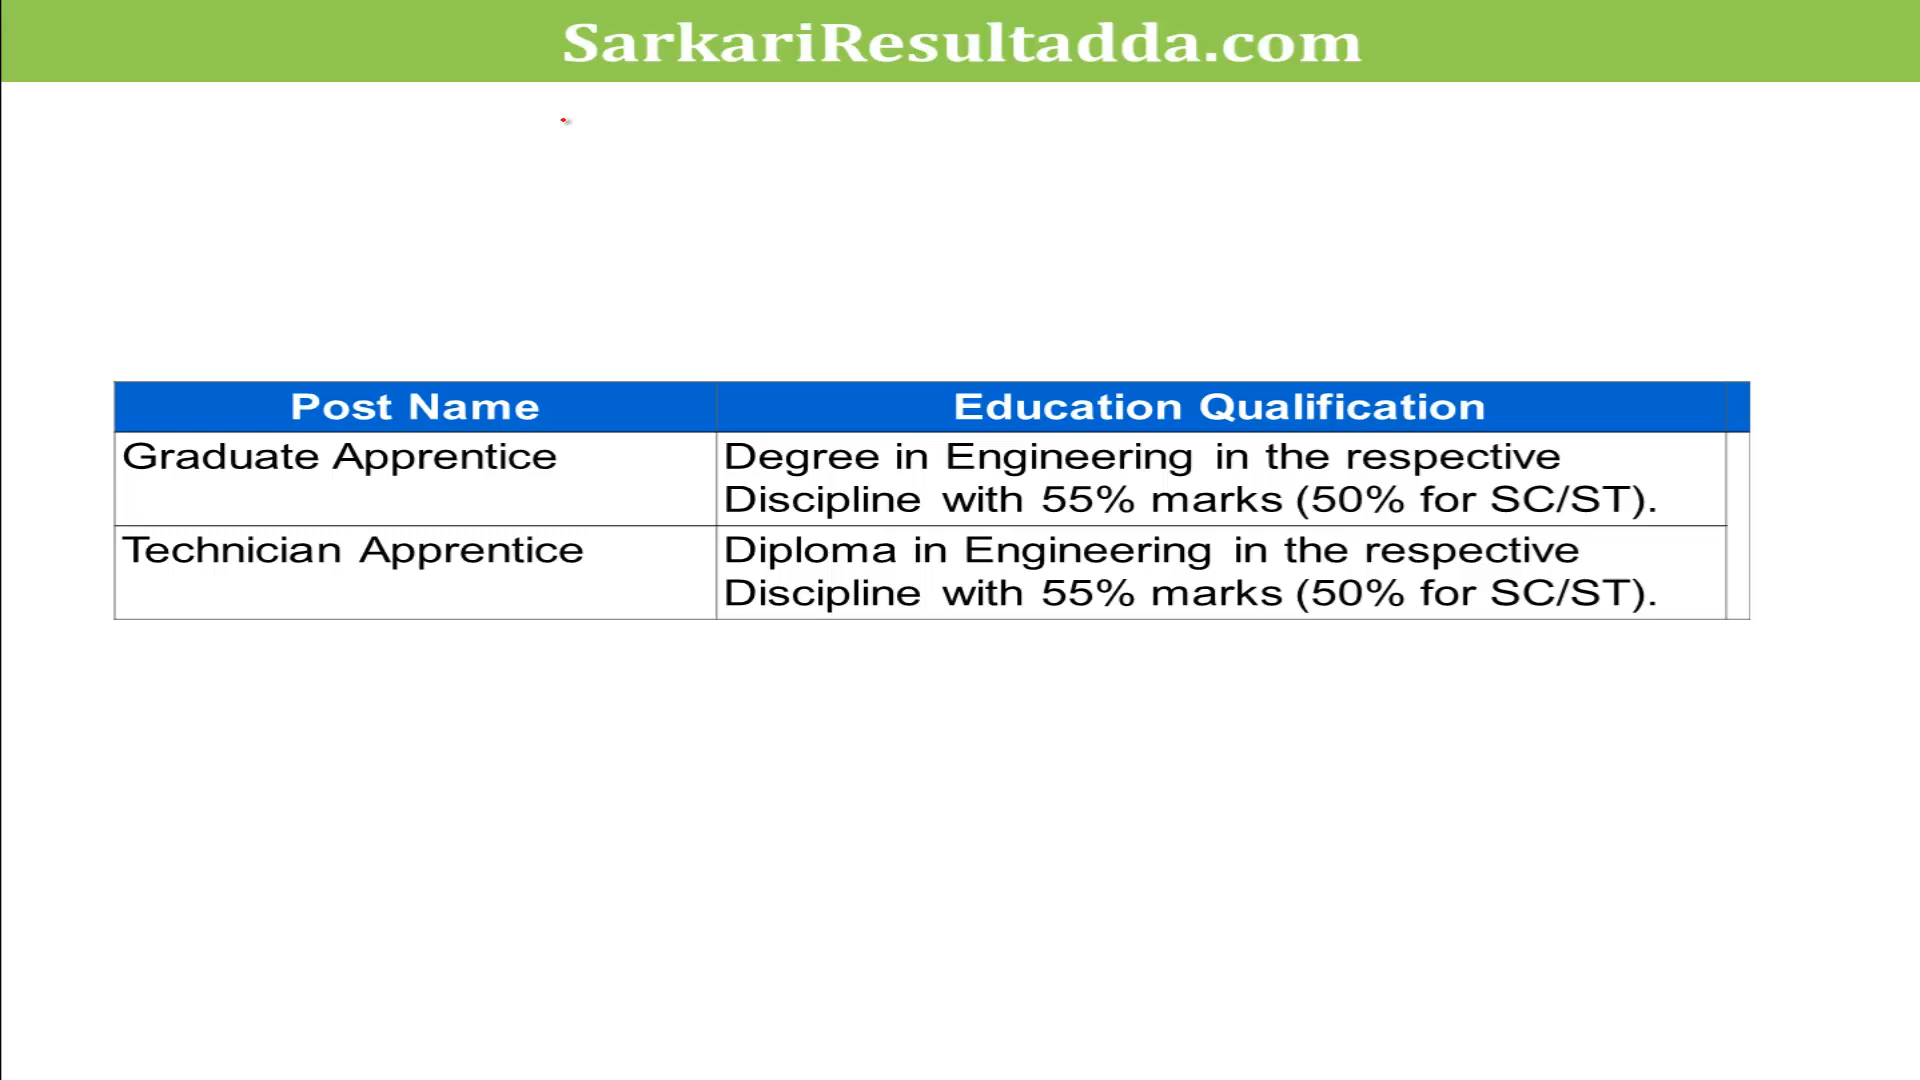 SarkariResultadda.com
Post Name Education Qualification
Graduate Apprentice Degree in Engineering in the respective
Discipline with 55% marks (50% for SC/ST).
Technician Apprentice Diploma in Engineering in the respective
Discipline with 55% marks (50% for SC/ST).